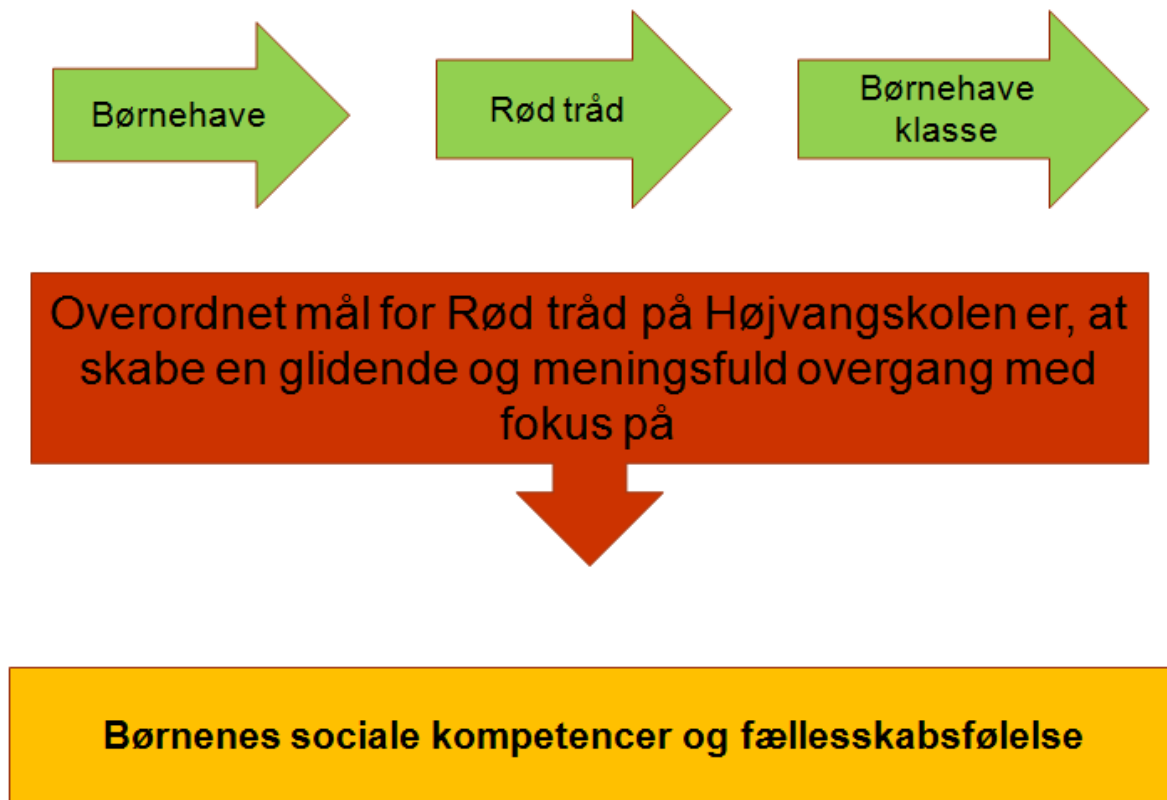 Børnehave
Rød tråd
Børnehave
klasse
Overordnet mål for Rød tråd på Højvangskolen er, at
skabe en glidende og meningsfuld overgang med
fokus på
Børnenes sociale kompetencer og fællesskabsfølelse